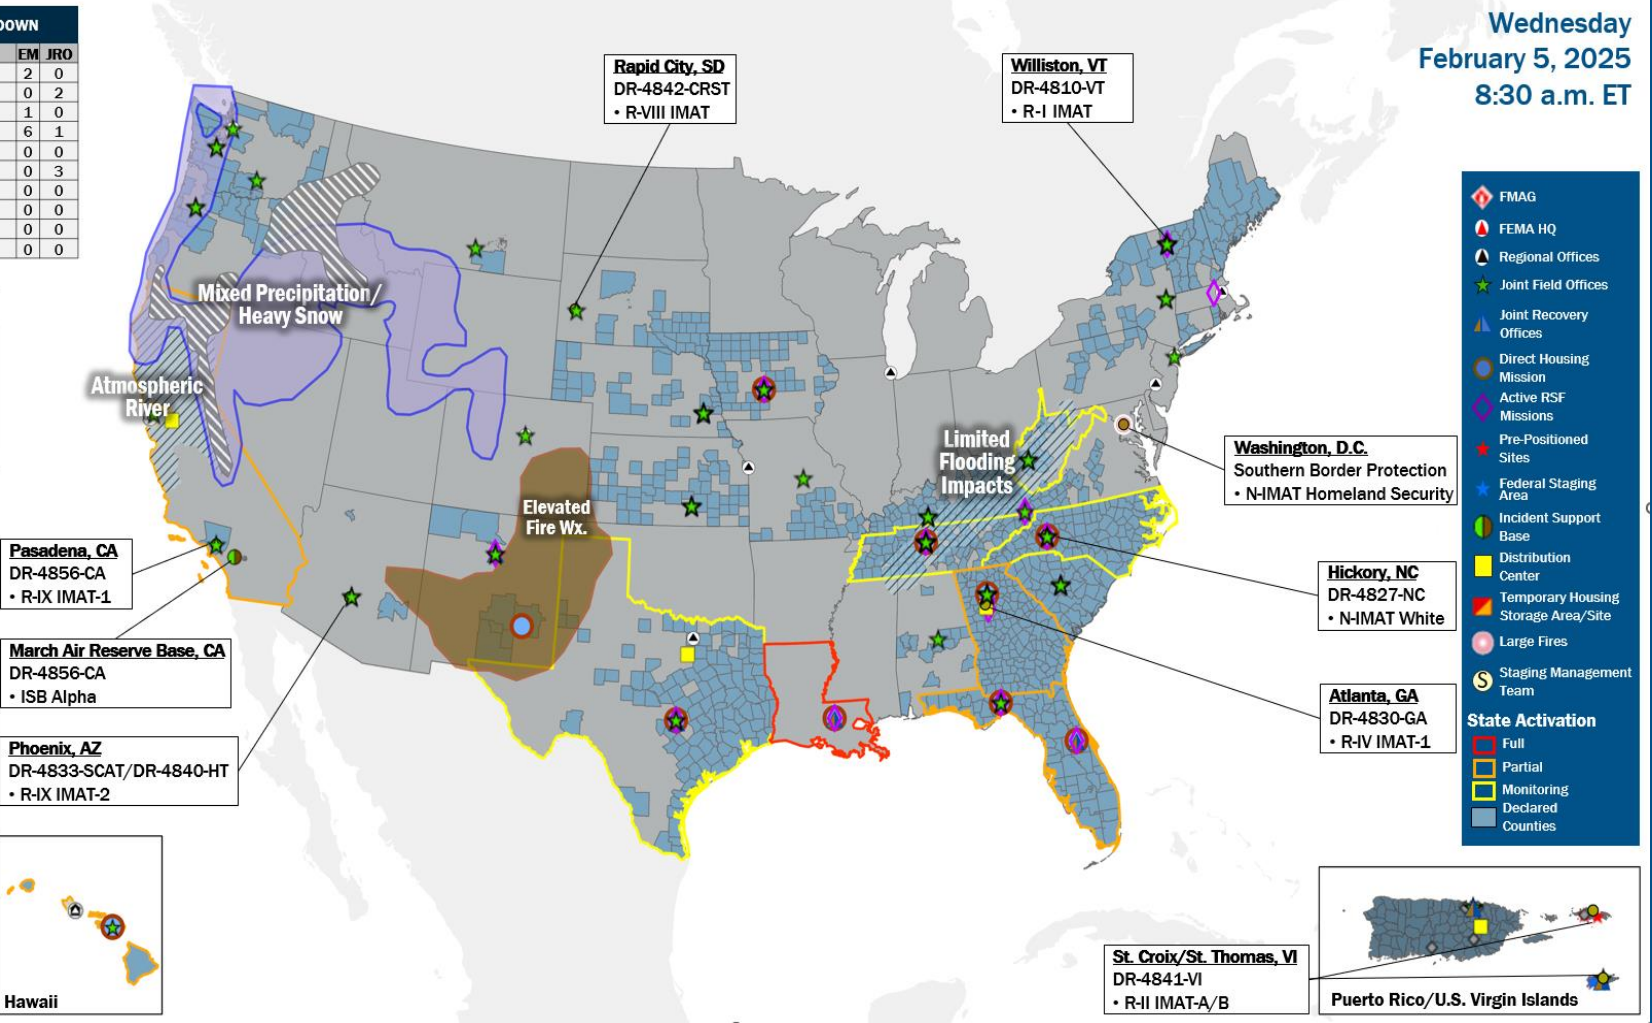 DOWN
EM JRO
2 0
0 2
1 0
6 1
0 0
0 3
0 0
0 0
0 0
0 0
Wednesday
February 5, 2025
8:30 a.m. ET
Rapid City, SD
DR-4842-CRST
• R-VIII IMAT
Williston, VT
DR-4810-VT
• R-I IMAT
Mixed Precipitation/
Heavy Snow
Atmospheric
River
Elevated
Fire Wx.
Limited
Flooding
Impacts
Washington, D.C.
Southern Border Protection
• N-IMAT Homeland Security
Pasadena, CA
DR-4856-CA
• R-IX IMAT-1
March Air Reserve Base, CA
DR-4856-CA
• ISB Alpha
Phoenix, AZ
DR-4833-SCAT/DR-4840-HT
• R-IX IMAT-2
Hickory, NC
DR-4827-NC
• N-IMAT White
Atlanta, GA
DR-4830-GA
• R-IV IMAT-1
St. Croix/St. Thomas, VI
DR-4841-VI
• R-II IMAT-A/B
Hawaii
Puerto Rico/U.S. Virgin Islands
FMAG
FEMA HQ
Regional Offices
Joint Field Offices
Joint Recovery
Offices
Direct Housing
Mission
Active RSF
Missions
Pre-Positioned
Sites
Federal Staging
Area
Incident Support
Base
Distribution
Center
Temporary Housing
Storage Area/Site
Large Fires
S
Staging Management
Team
State Activation
Full
Partial
Monitoring
Declared
Counties